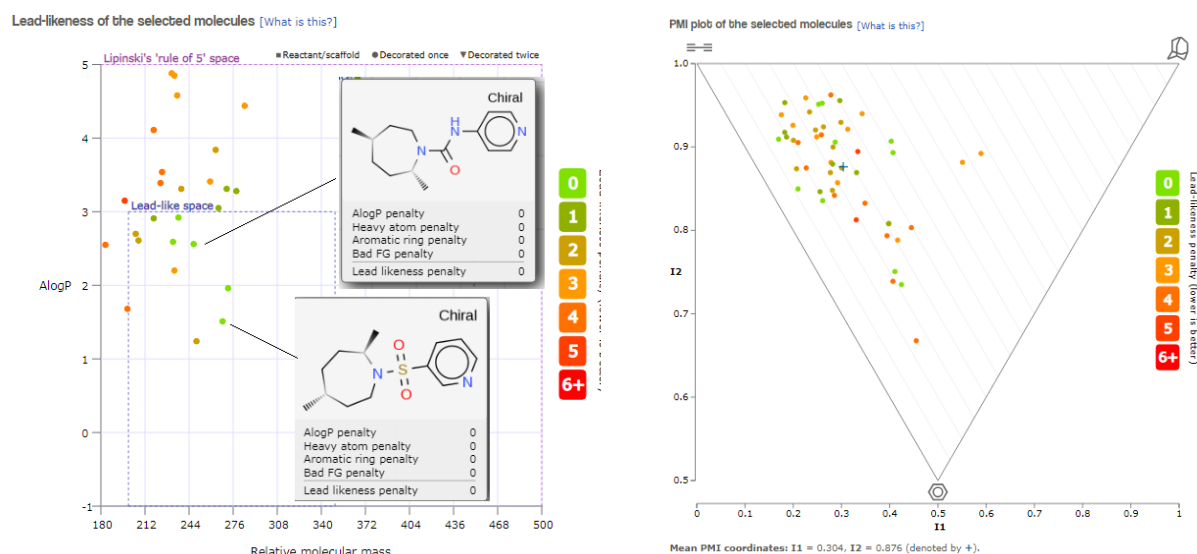 Lead-likeness of the selected molecules [What is this?]
Lipinski's 'rule of 5' space
Reactant/scaffold Decorated once Decorated twice
5
4
3
2
1
0
-1
AlogP
Lead-like space
180 212 244 276 308 340 372 404 436 468 500
Relative molecular mass
Chiral
H
N
N
N
O
AlogP penalty 0
Heavy atom penalty 0
Aromatic ring penalty 0
Bad FG penalty 0
Lead likeness penalty 0
Chiral
O
N
S
O
N
AlogP penalty 0
Heavy atom penalty 0
Aromatic ring penalty 0
Bad FG penalty 0
Lead likeness penalty 0
0
1
2
3
4
5
6+
PMI plot of the selected molecules [What is this?]
1.0
0.9
0.8
0.7
0.6
0.5
I2
0 0.1 0.2 0.3 0.4 0.5 0.6 0.7 0.8 0.9 1
I1
0
1
2
3
4
5
6+
Lead-likeness penalty (lower is better)
Mean PMI coordinates: I1 = 0.304, I2 = 0.876 (denoted by +).